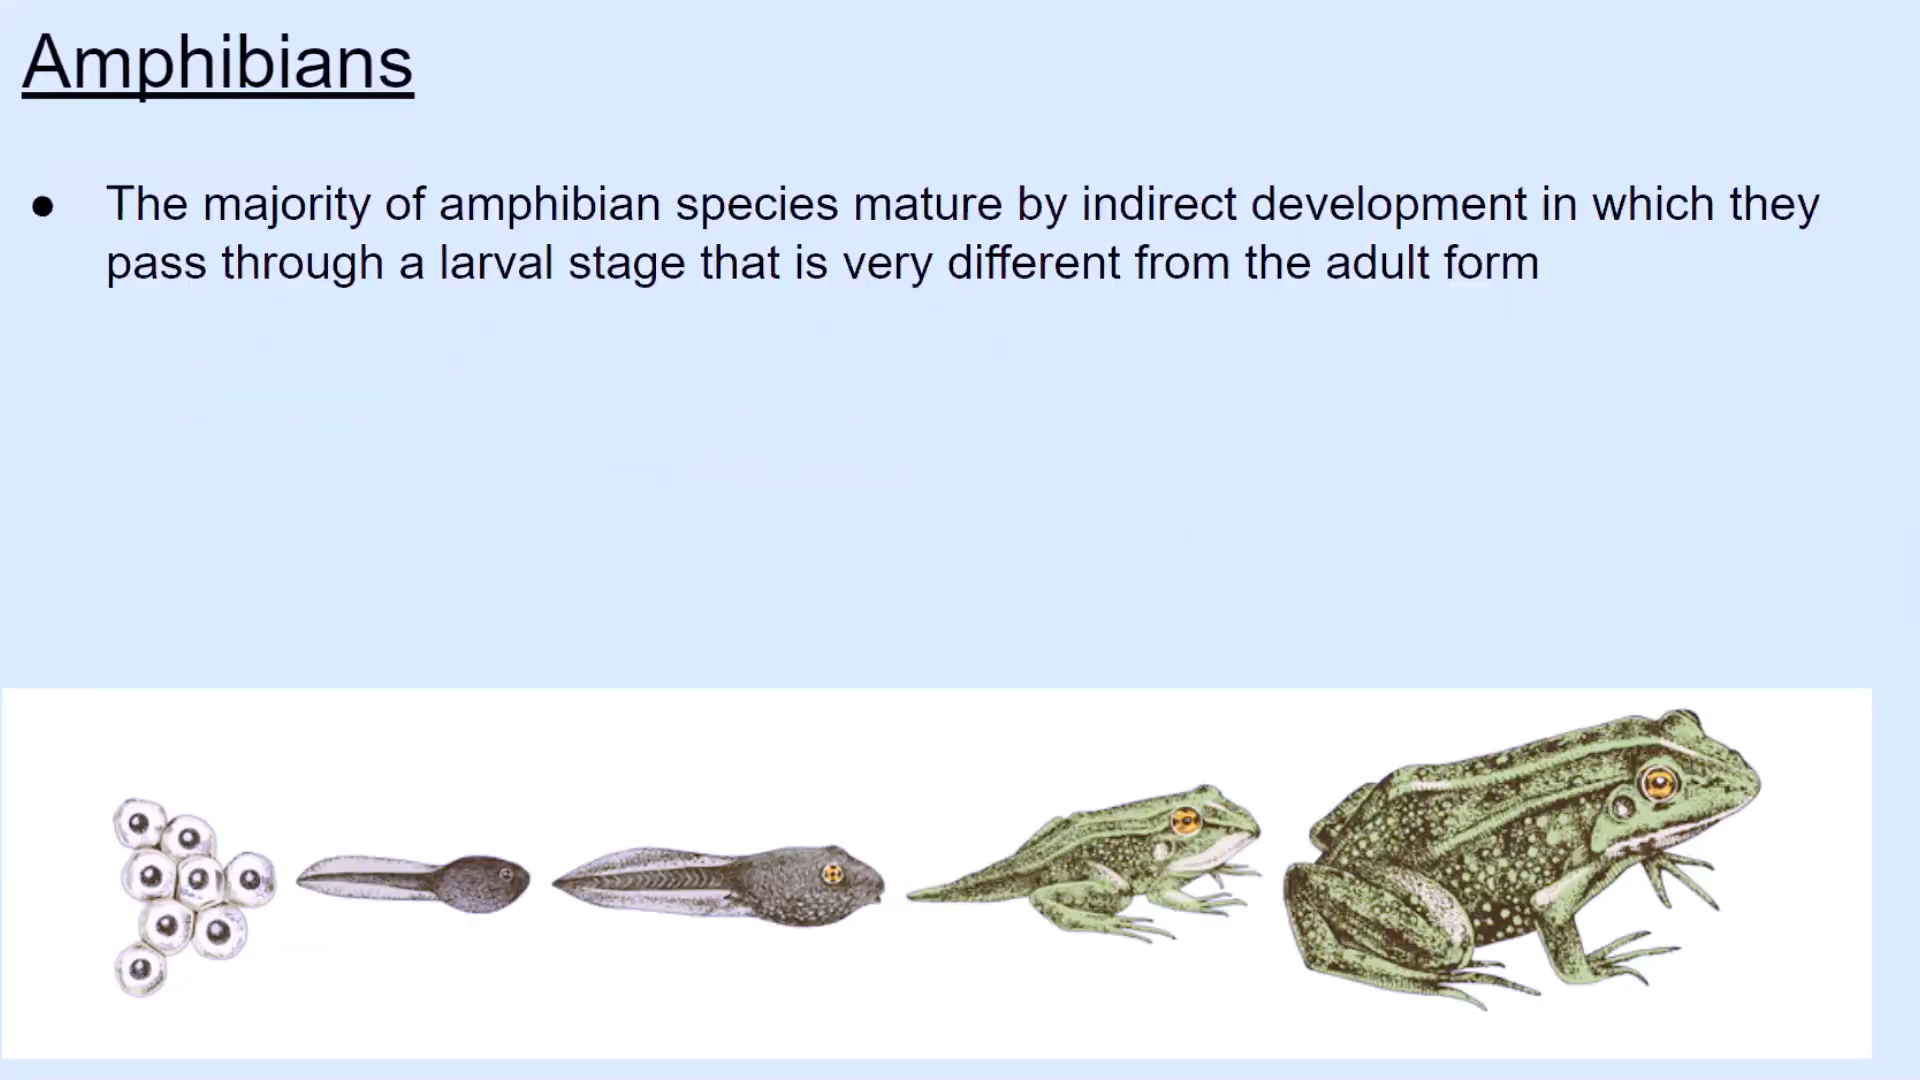 Amphibians
● The majority of amphibian species mature by indirect development in which they
pass through a larval stage that is very different from the adult form